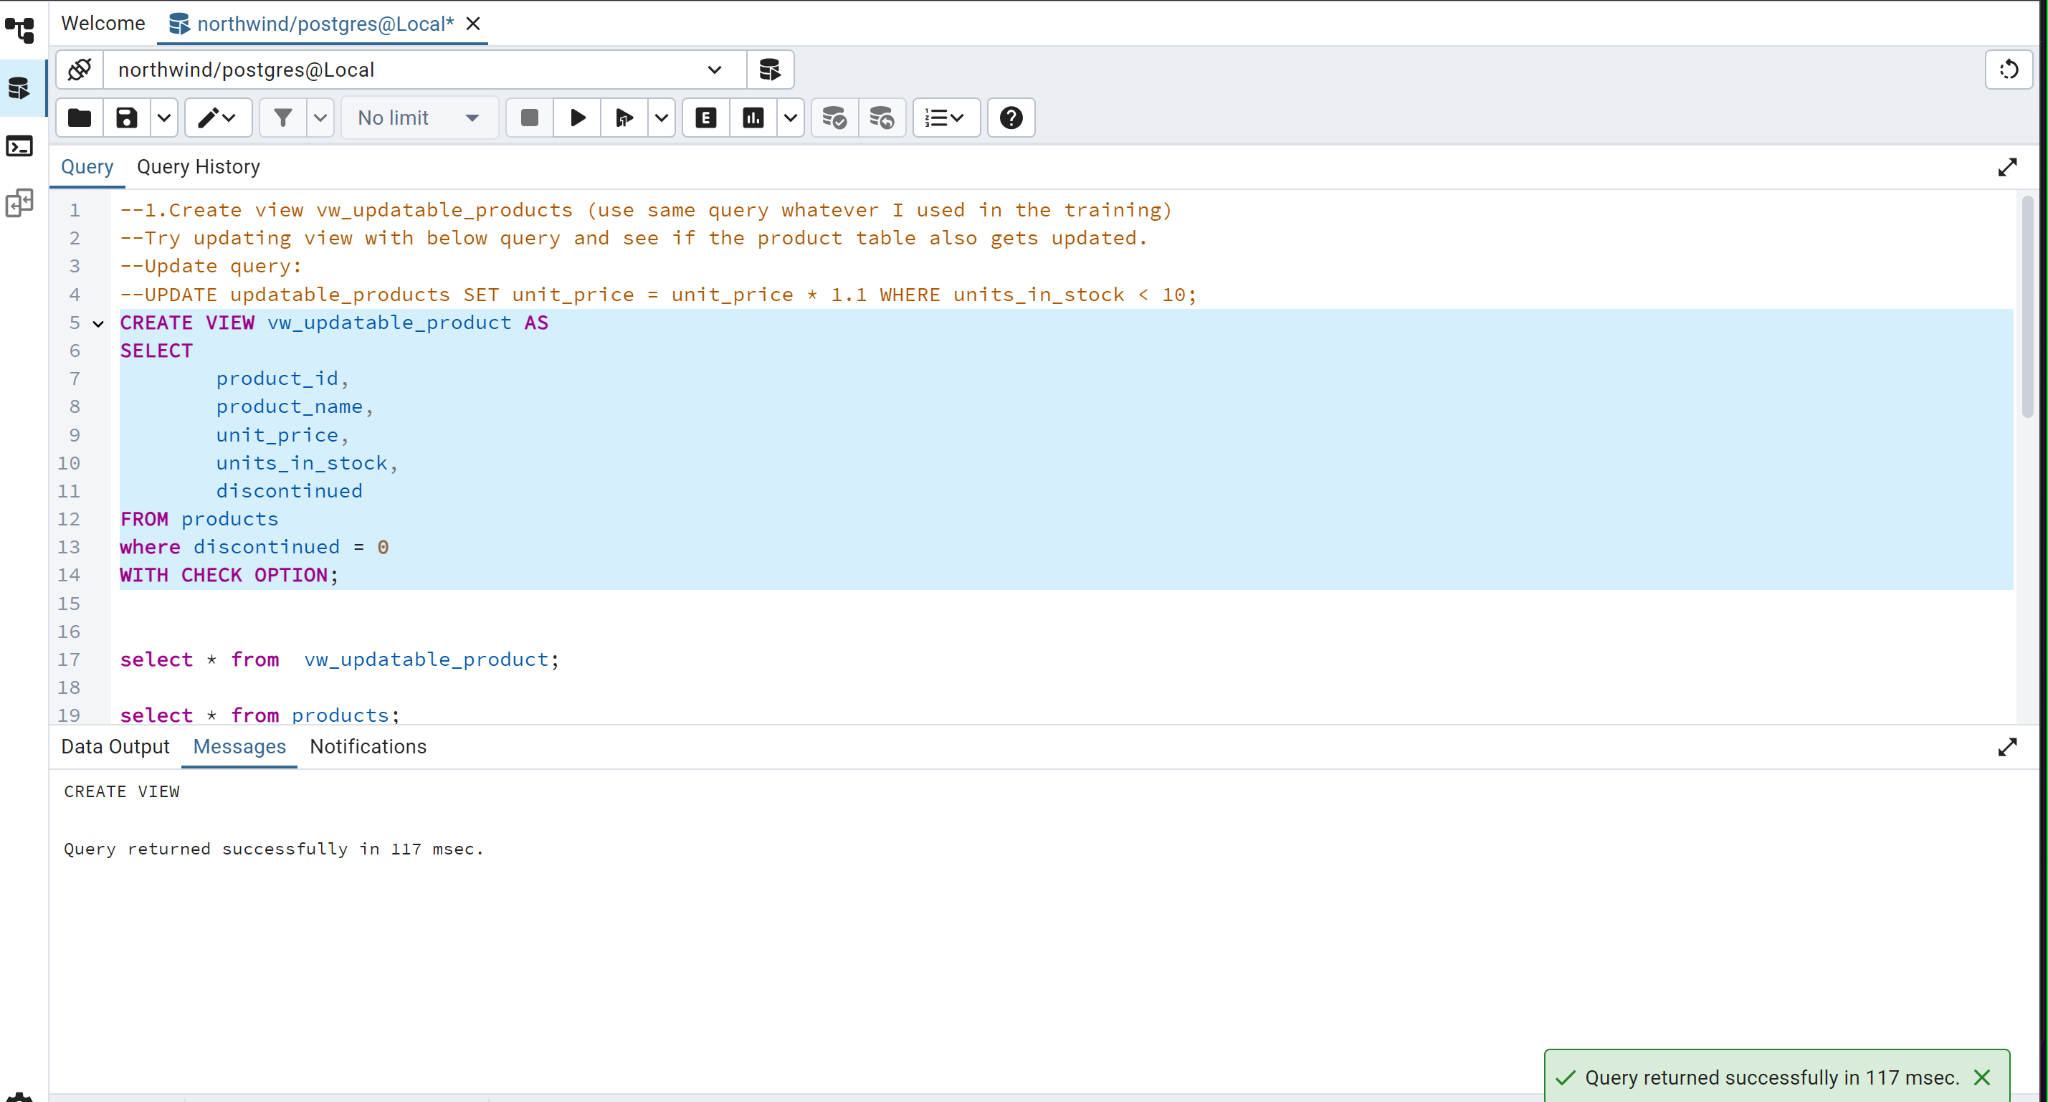 Welcome
northwind/postgres@Local*
northwind/postgres@Local
No limit
E
Query
Query History
1 --1.Create view vw_updatable_products (use same query whatever I used in the training)
2 --Try updating view with below query and see if the product table also gets updated.
3 --Update query:
4 --UPDATE updatable_products SET unit_price = unit_price * 1.1 WHERE units_in_stock < 10;
5 CREATE VIEW vw_updatable_product AS
6 SELECT
7 product_id,
8 product_name,
9 unit_price,
10 units_in_stock,
11 discontinued
12 FROM products
13 where discontinued = 0
14 WITH CHECK OPTION;
15
16
17 select * from  vw_updatable_product;
18
19 select * from products;
Data Output
Messages
Notifications
CREATE VIEW
Query returned successfully in 117 msec.
Query returned successfully in 117 msec.